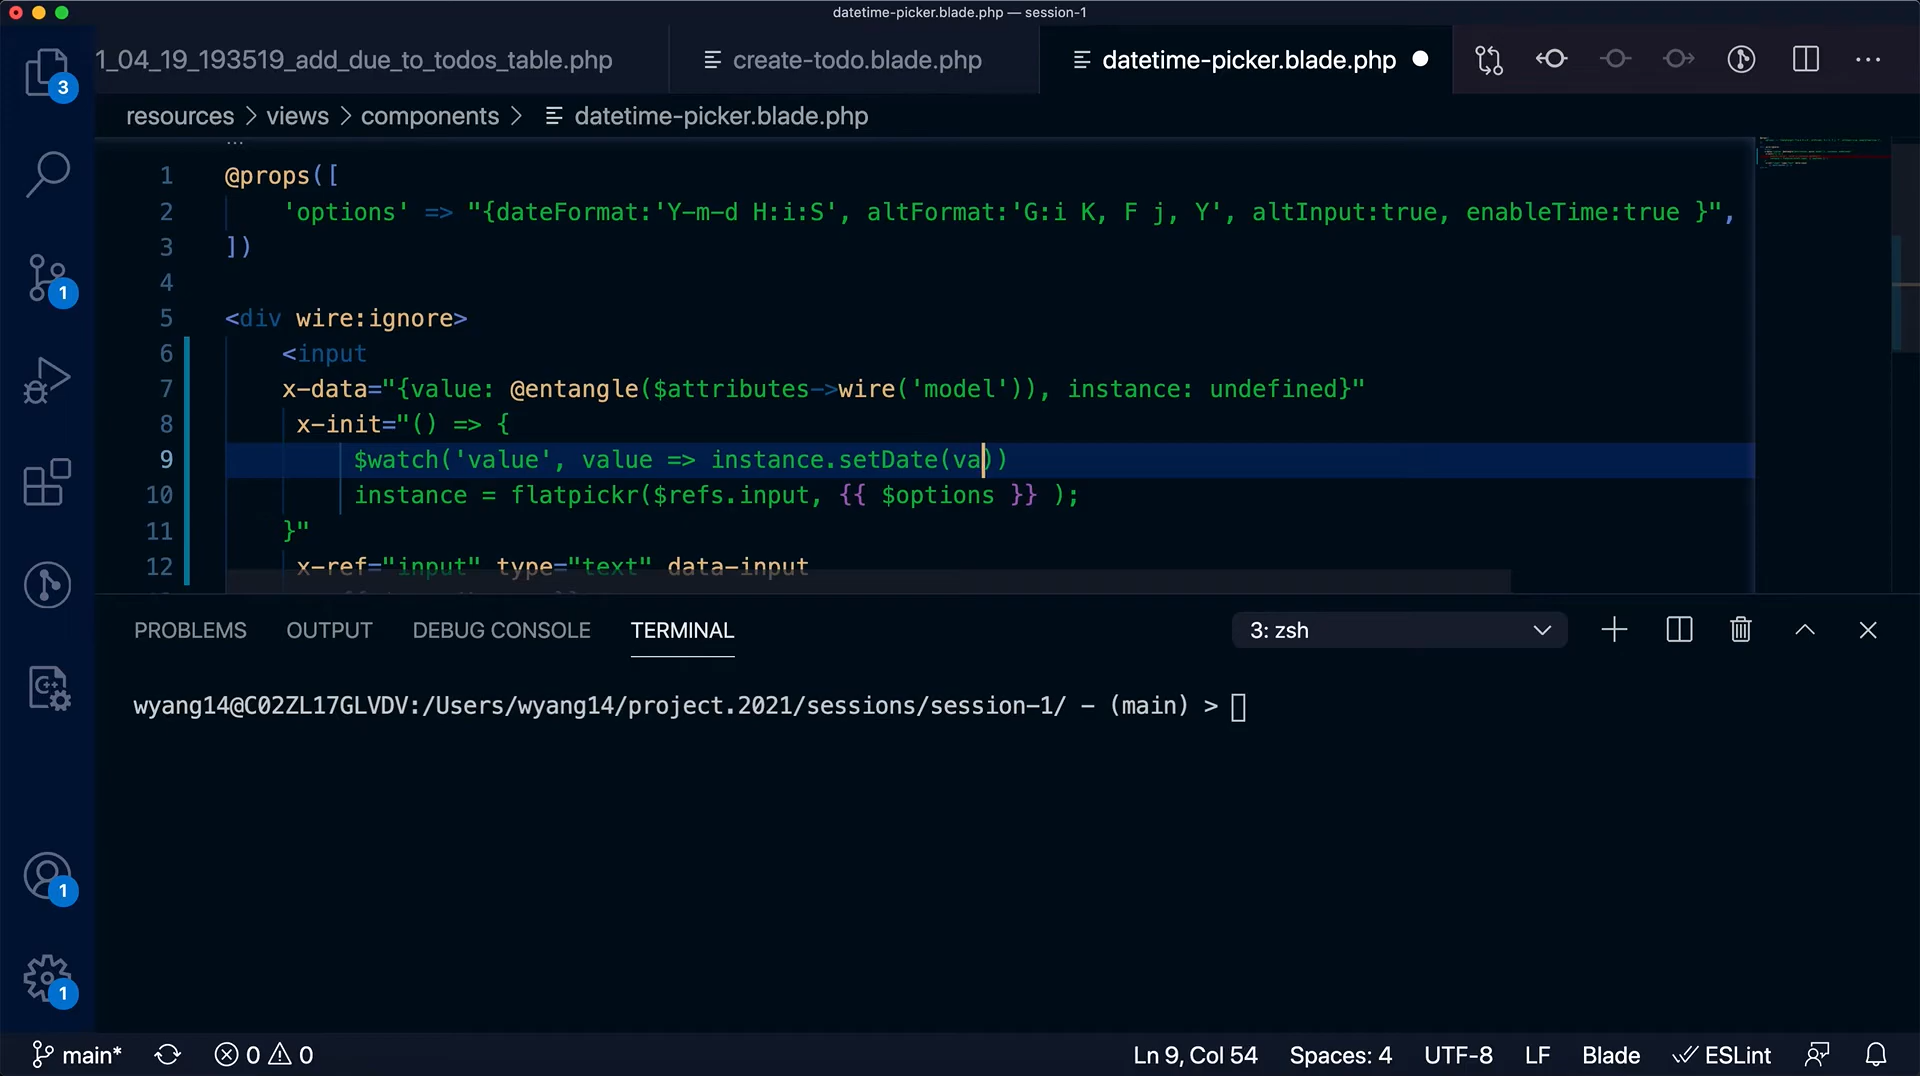 datetime-picker.blade.php — session-1
1_04_19_193519_add_due_to_todos_table.php
create-todo.blade.php
datetime-picker.blade.php
3
resources > views > components > datetime-picker.blade.php
...
1 @props([
2 'options' => "{dateFormat:'Y-m-d H:i:S', altFormat:'G:i K, F j, Y', altInput:true, enableTime:true }",
3 ])
4
5 <div wire:ignore>
6 <input
7 x-data="{value: @entangle($attributes->wire('model')), instance: undefined}"
8 x-init="() => {
9 $watch('value', value => instance.setDate(va))
10 instance = flatpickr($refs.input, {{ $options }} );
11 }"
12 x-ref="input" type="text" data-input
1
PROBLEMS OUTPUT DEBUG CONSOLE TERMINAL 3: zsh
wyang14@C02ZL17GLVDV:/Users/wyang14/project.2021/sessions/session-1/ - (main) >
1
1
main* 0 0 Ln 9, Col 54 Spaces: 4 UTF-8 LF Blade ESLint